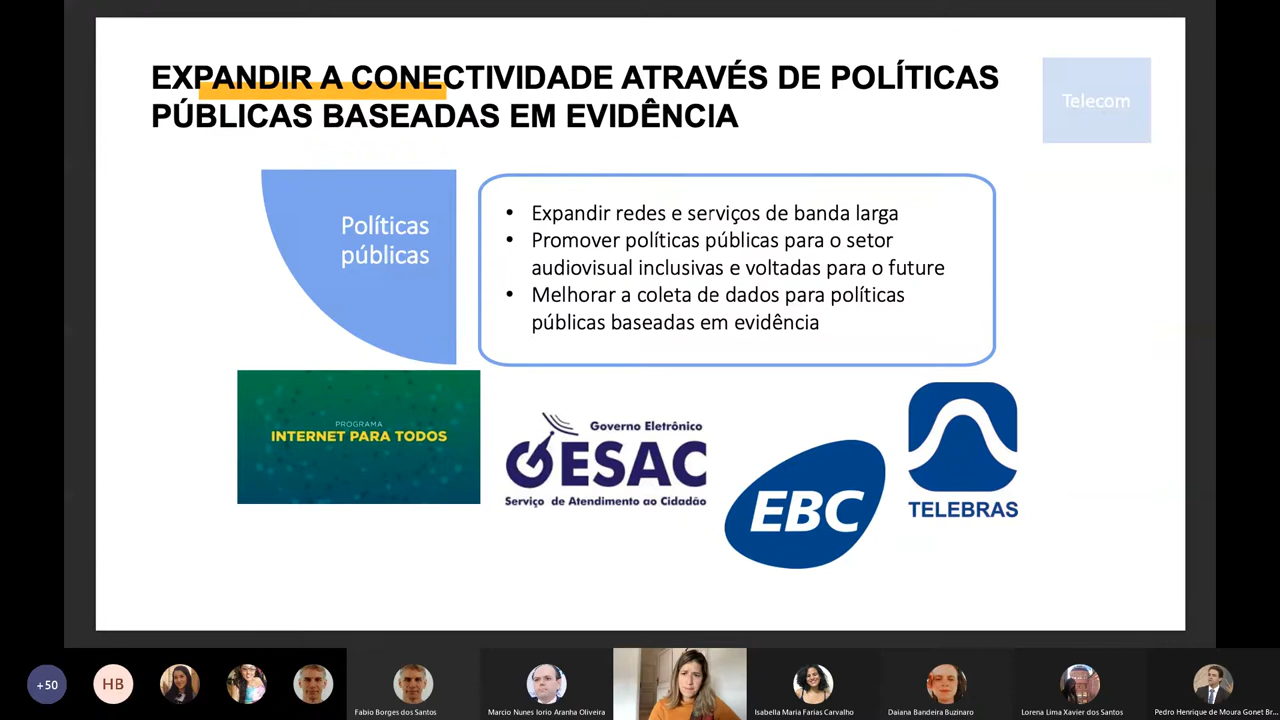 EXPANDIR A CONECTIVIDADE ATRAVÉS DE POLÍTICAS
PÚBLICAS BASEADAS EM EVIDÊNCIA
Telecom
Políticas
públicas
• Expandir redes e serviços de banda larga
• Promover políticas públicas para o setor
audiovisual inclusivas e voltadas para o future
• Melhorar a coleta de dados para políticas
públicas baseadas em evidência
PROGRAMA
INTERNET PARA TODOS
Governo Eletrônico
GESAC
Serviço de Atendimento ao Cidadão
EBC
TELEBRAS
+50
HB
Fabio Borges dos Santos
Marcio Nunes Iorio Aranha Oliveira
Isabella Maria Farias Carvalho
Daiana Bandeira Buzinaro
Lorena Lima Xavier dos Santos
Pedro Henrique de Moura Gonet Br...